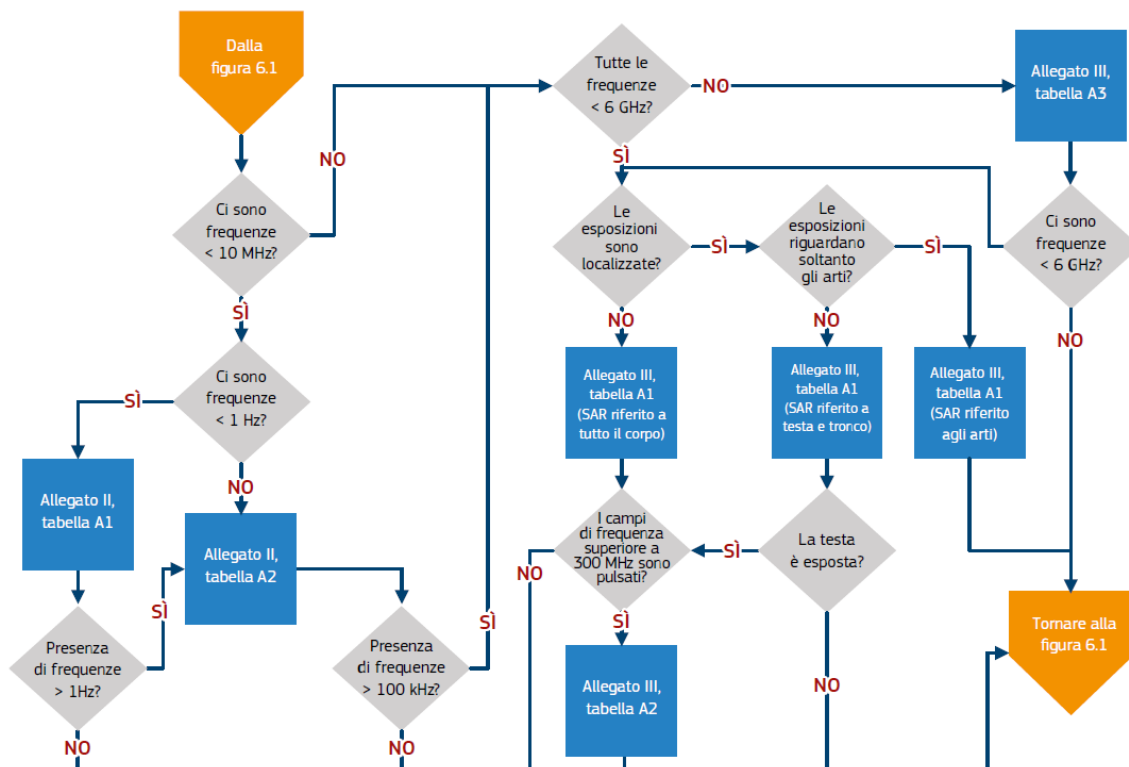 Dalla
figura 6.1
Ci sono
frequenze
< 10 MHz?
NO
SÌ
Ci sono
frequenze
< 1 Hz?
SÌ
NO
Allegato II,
tabella A1
Allegato II,
tabella A2
SÌ
Presenza
di frequenze
> 1Hz?
NO
Presenza
di frequenze
> 100 kHz?
SÌ
NO
Tutte le
frequenze
< 6 GHz?
NO
SÌ
Allegato III,
tabella A3
Ci sono
frequenze
< 6 GHz?
NO
Le
esposizioni
sono
localizzate?
SÌ
NO
Le
esposizioni
riguardano
soltanto
gli arti?
SÌ
NO
Allegato III,
tabella A1
(SAR riferito a
tutto il corpo)
Allegato III,
tabella A1
(SAR riferito a
testa e tronco)
Allegato III,
tabella A1
(SAR riferito
agli arti)
I campi
di frequenza
superiore a
300 MHz sono
pulsati?
NO
SÌ
La testa
è esposta?
SÌ
NO
Allegato III,
tabella A2
Tornare alla
figura 6.1